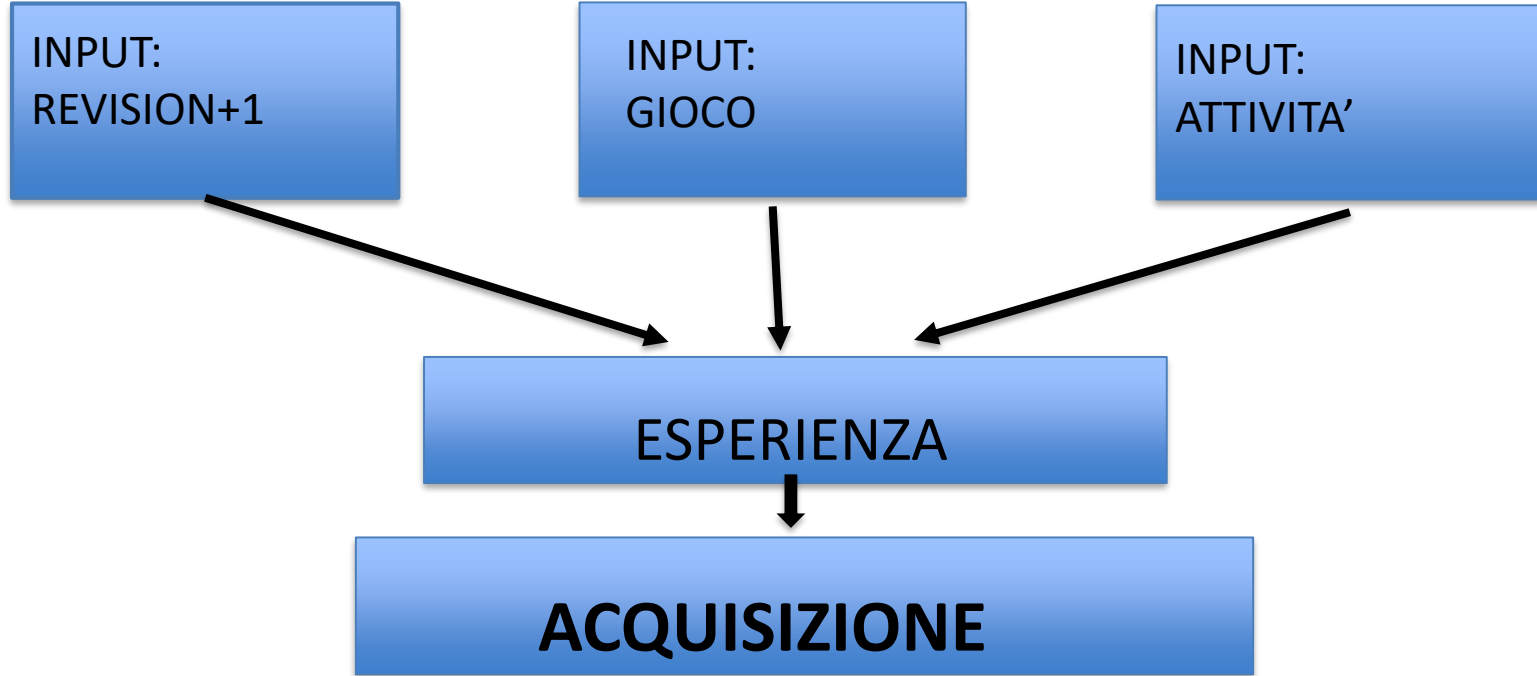 INPUT:
REVISION+1
INPUT:
GIOCO
INPUT:
ATTIVITA’
ESPERIENZA
ACQUISIZIONE